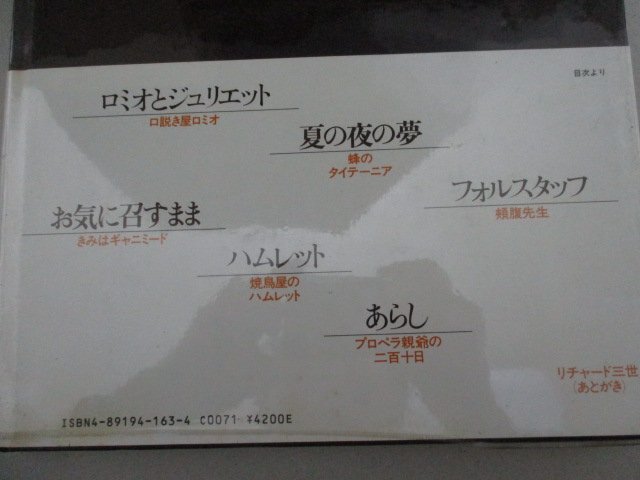 目次より
ロミオとジュリエット
口説き屋ロミオ
夏の夜の夢
蜂の
タイテーニア
フォルスタッフ
頬腹先生
お気に召すまま
きみはギャニミード
ハムレット
焼鳥屋の
ハムレット
あらし
プロペラ親爺の
二百十日
リチャード三世
(あとがき)
ISBN4-89194-163-4 C0071 ¥4200E